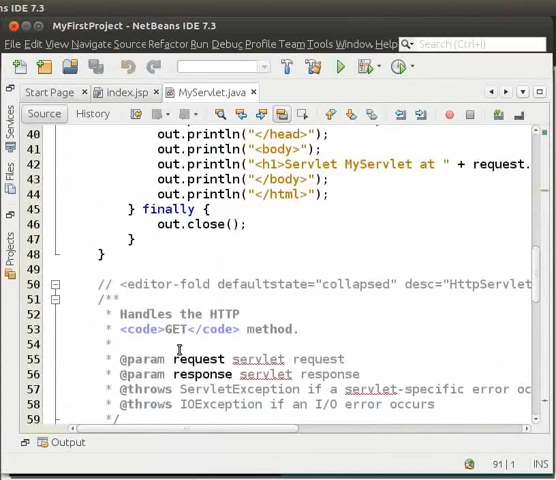 s IDE 7.3
MyFirstProject - NetBeans IDE 7.3
File Edit View Navigate Source Refactor Run Debug Profile Team Tools Window Help Search (Ctrl+I)
Start Page index.jsp MyServlet.java
Source History
Services
Files
Projects
40 out.println("</head>");
41 out.println("<body>");
42 out.println("<h1>Servlet MyServlet at " + request.
43 out.println("</body>");
44 out.println("</html>");
45 } finally {
46 out.close();
47 }
48 }
49
50 // <editor-fold defaultstate="collapsed" desc="HttpServlet
51 /**
52 * Handles the HTTP
53 * <code>GET</code> method.
54 *
55 * @param request servlet request
56 * @param response servlet response
57 * @throws ServletException if a servlet-specific error oc
58 * @throws IOException if an I/O error occurs
59 */
Output
91|1 INS